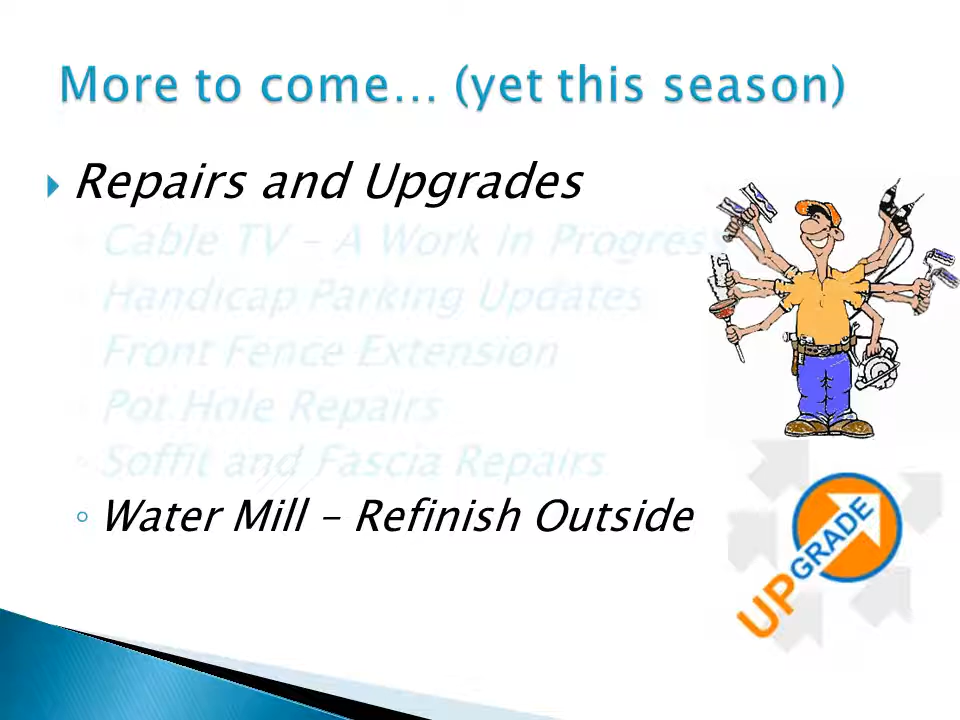 More to come... (yet this season)
Repairs and Upgrades
Cable TV – A Work In Progress
Handicap Parking Updates
Front Fence Extension
Pot Hole Repairs
Soffit and Fascia Repairs
Water Mill – Refinish Outside
UPGRADE